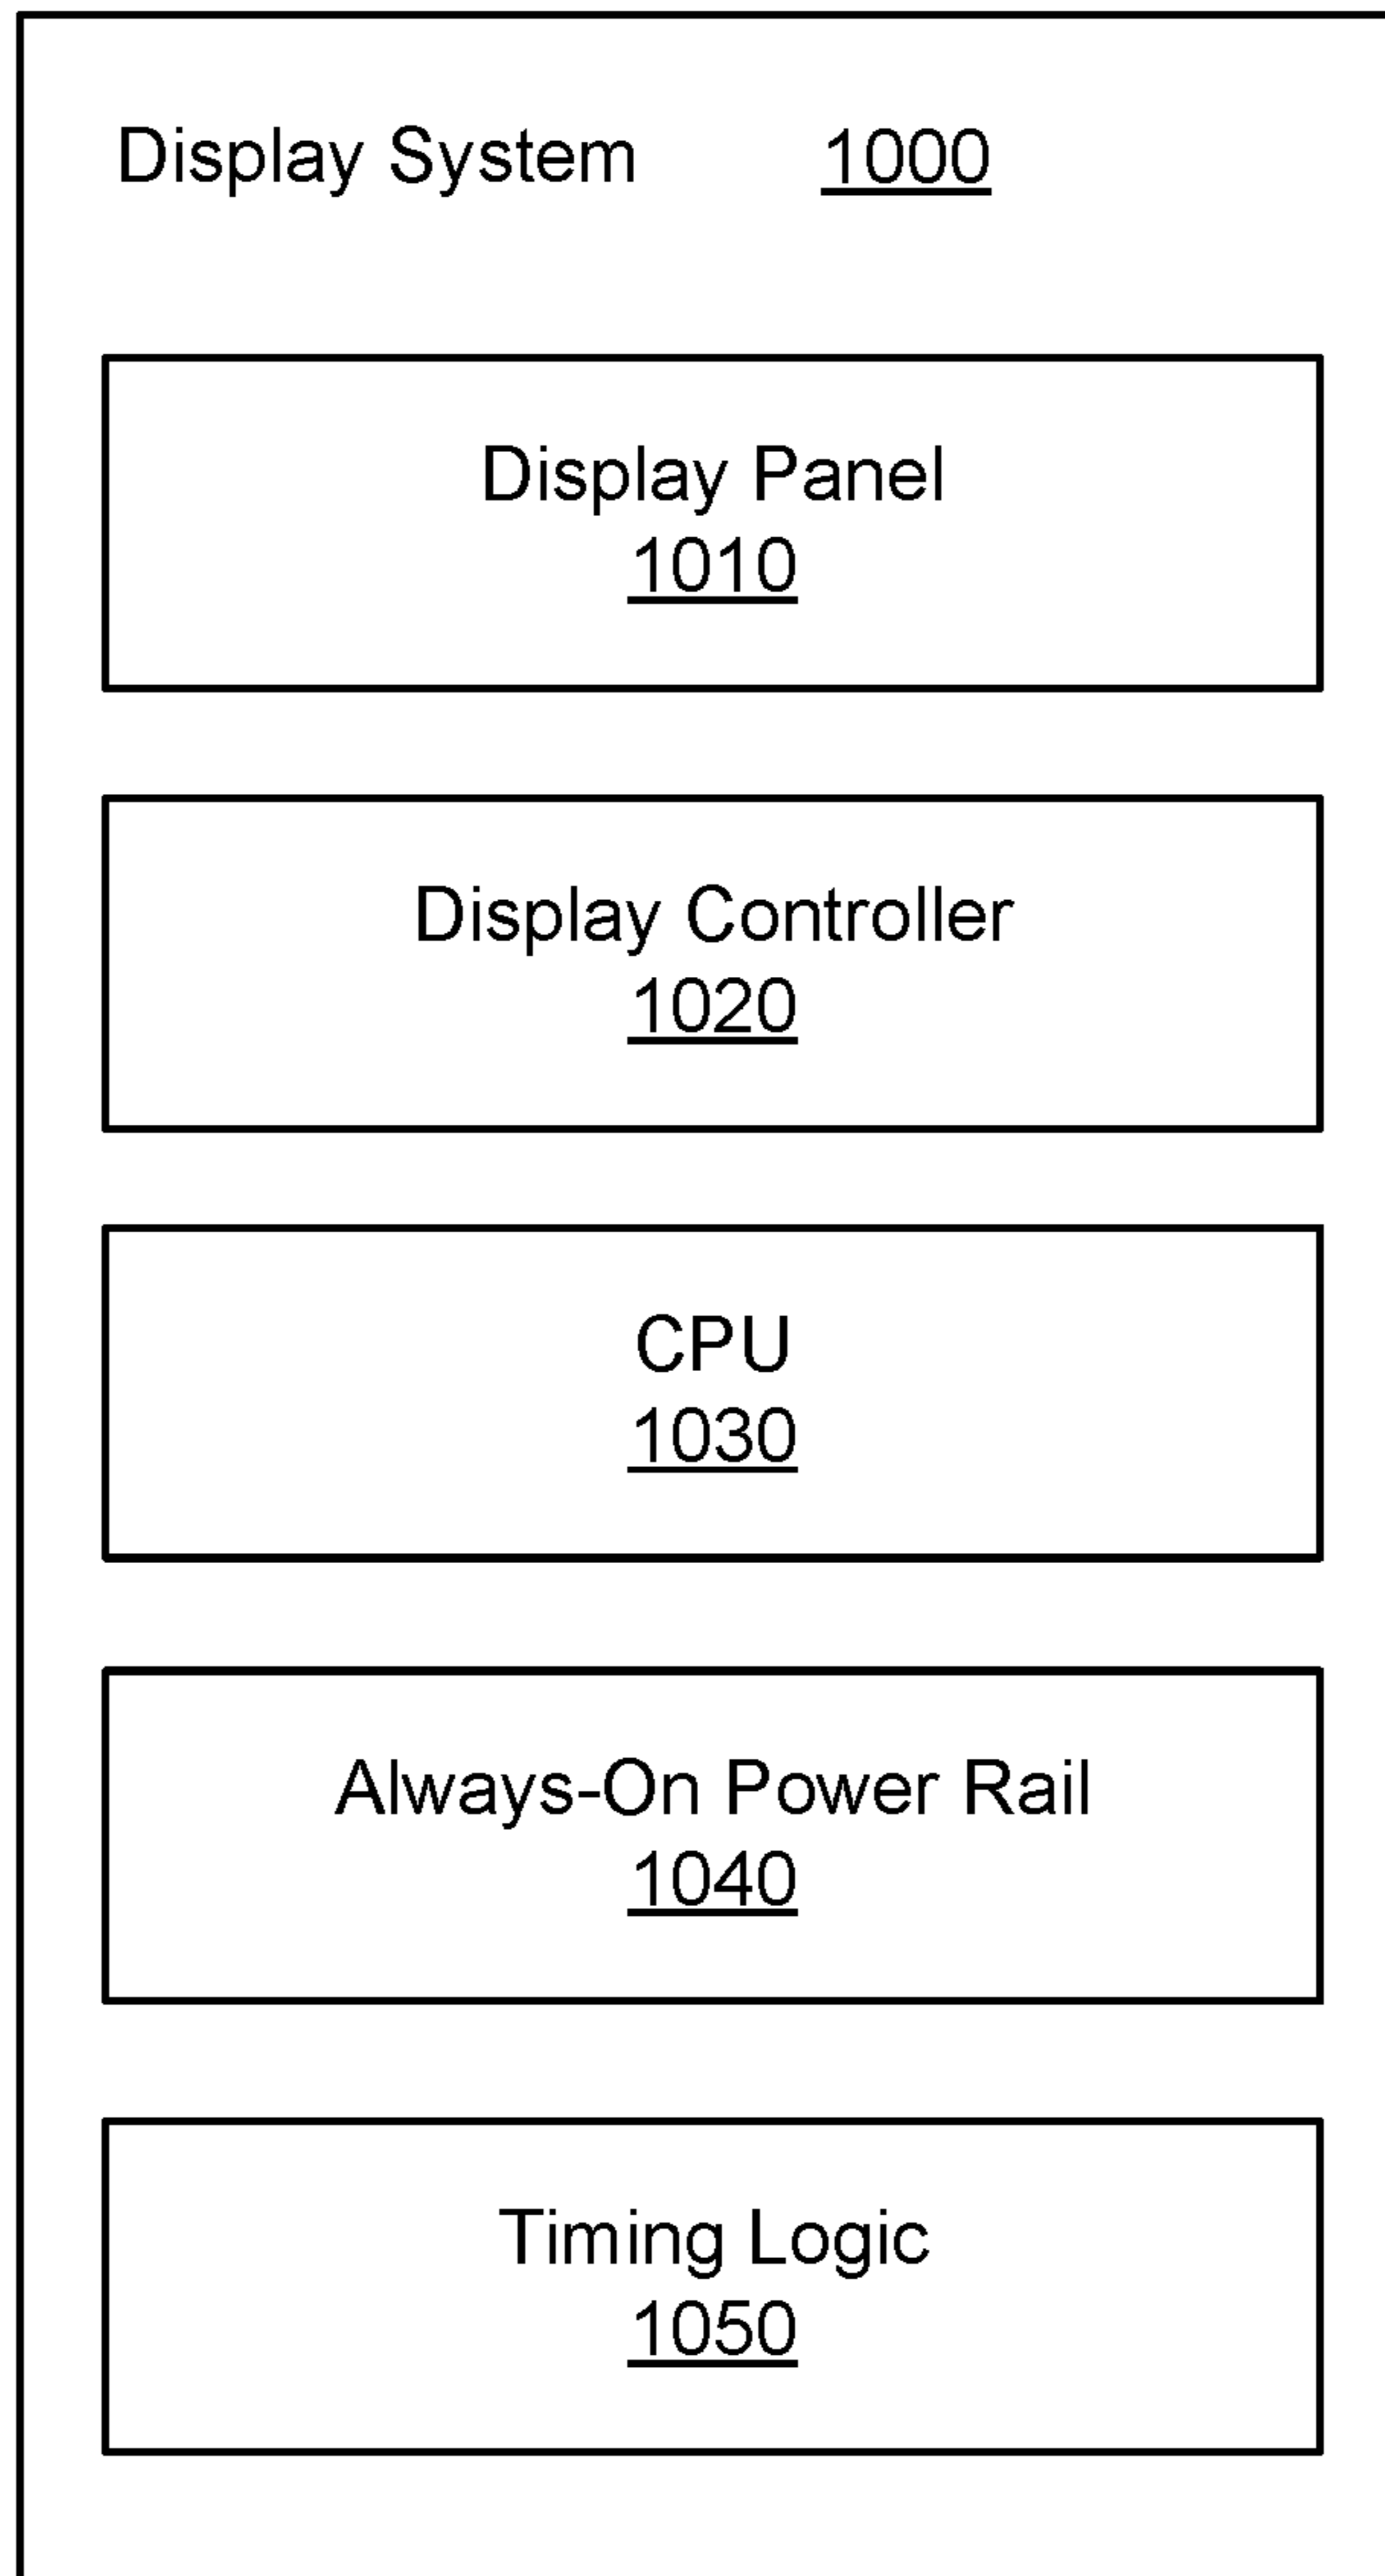 Display System 1000
Display Panel
1010
Display Controller
1020
CPU
1030
Always-On Power Rail
1040
Timing Logic
1050